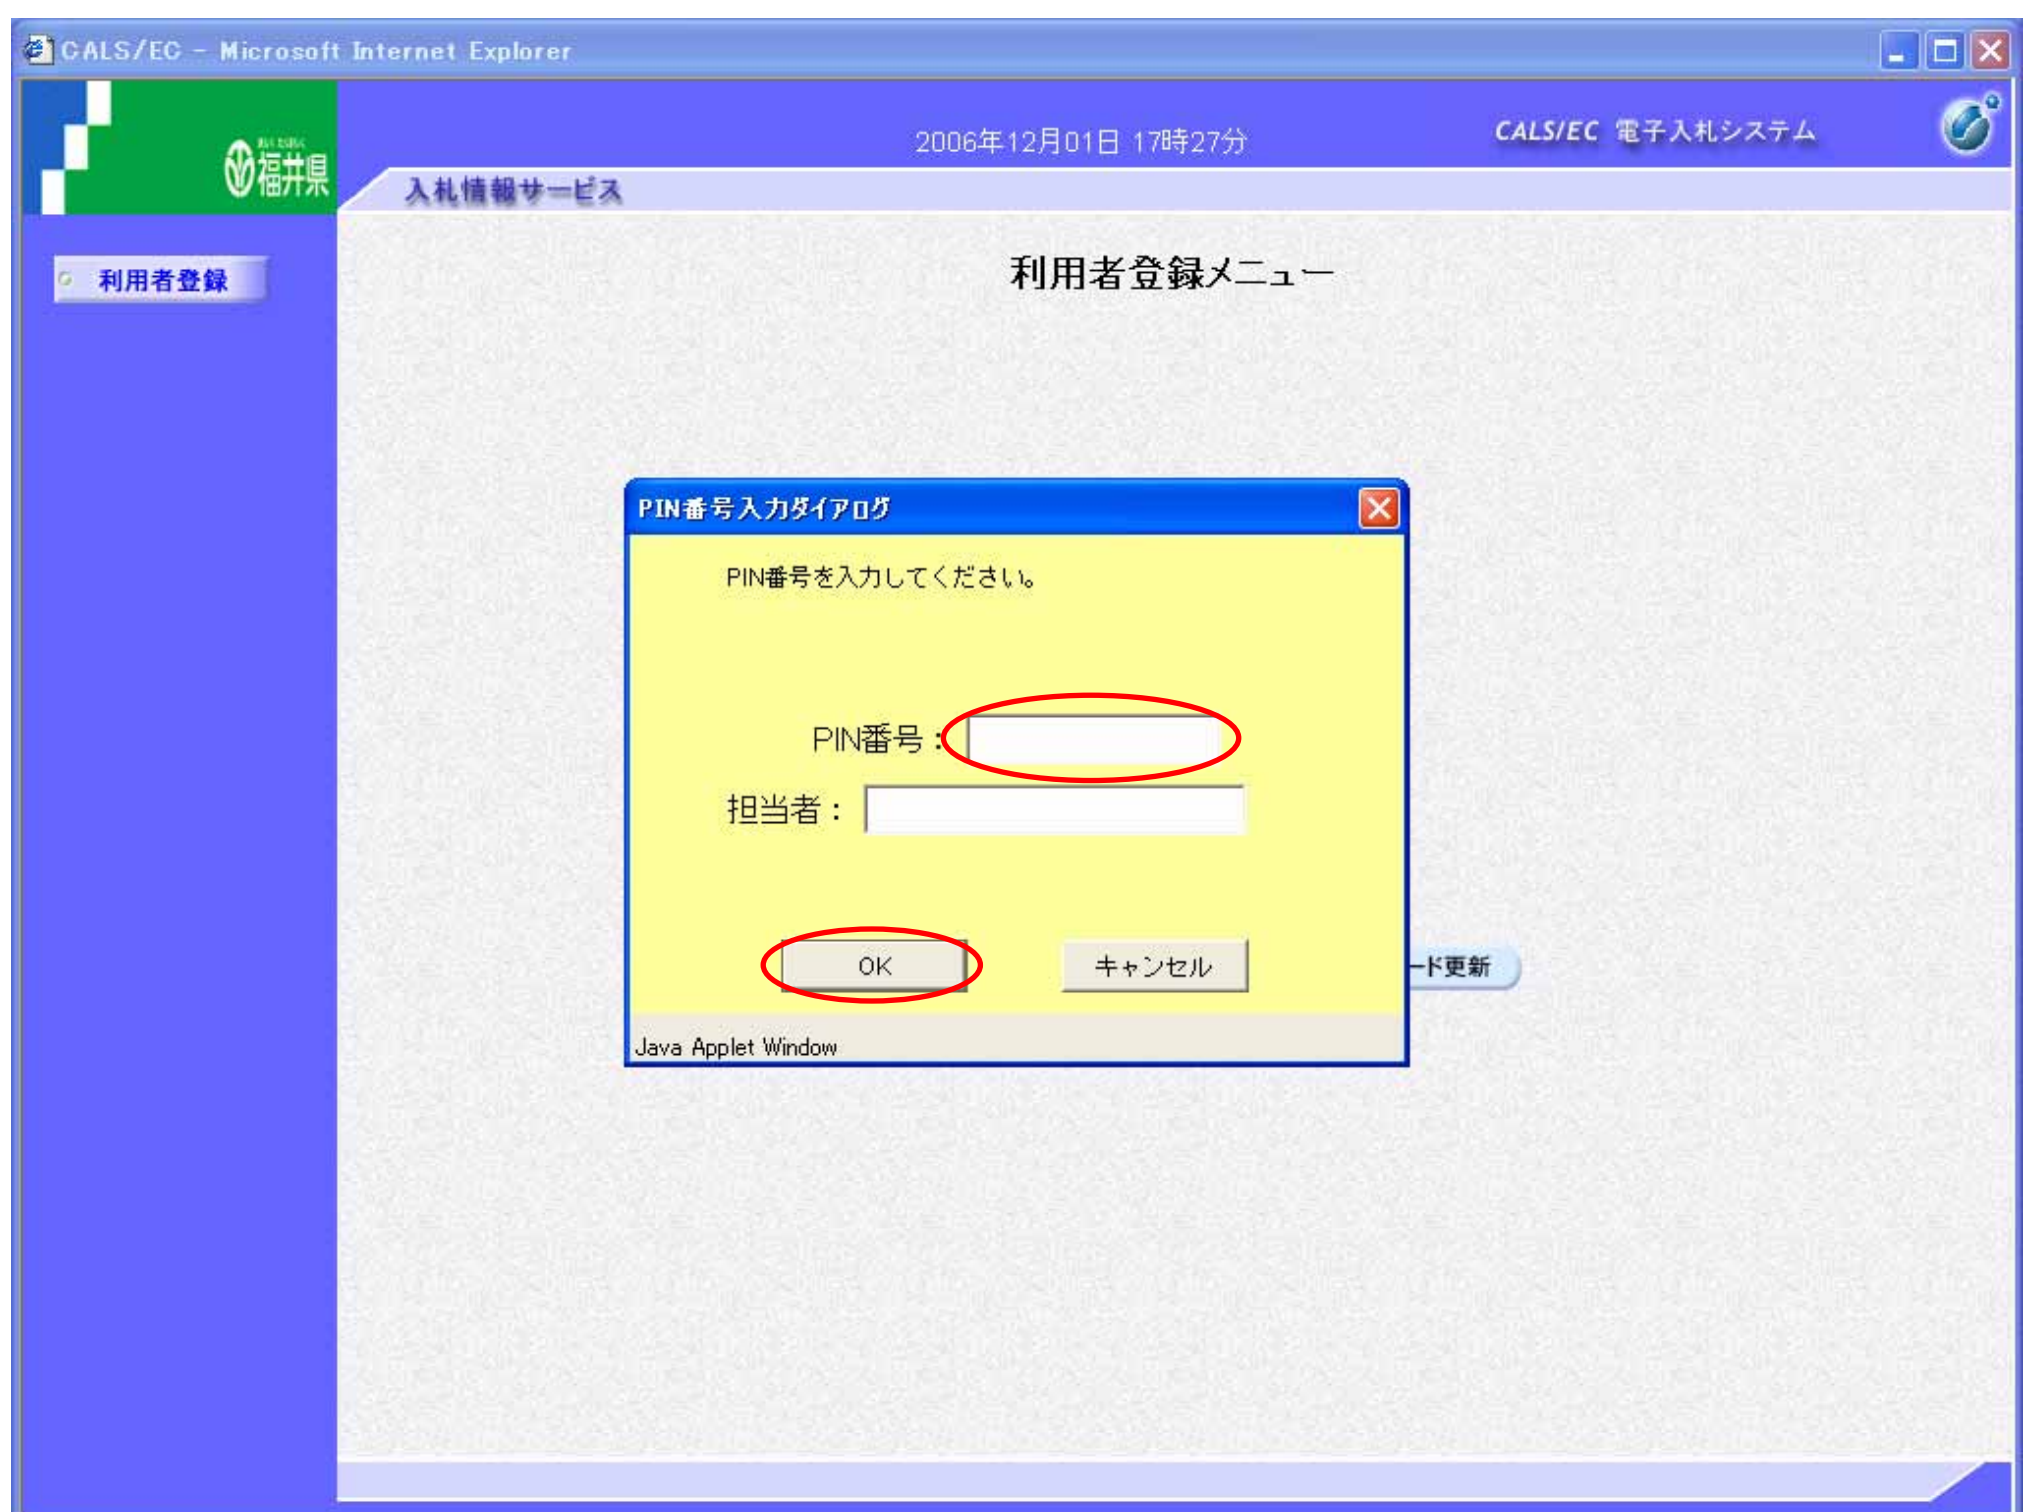 CALS/EC - Microsoft Internet Explorer
2006年12月01日 17時27分
CALS/EC 電子入札システム
福井県
入札情報サービス
利用者登録
利用者登録メニュー
PIN番号入力ダイアログ
PIN番号を入力してください。
PIN番号：
担当者：
OK
キャンセル
ード更新
Java Applet Window